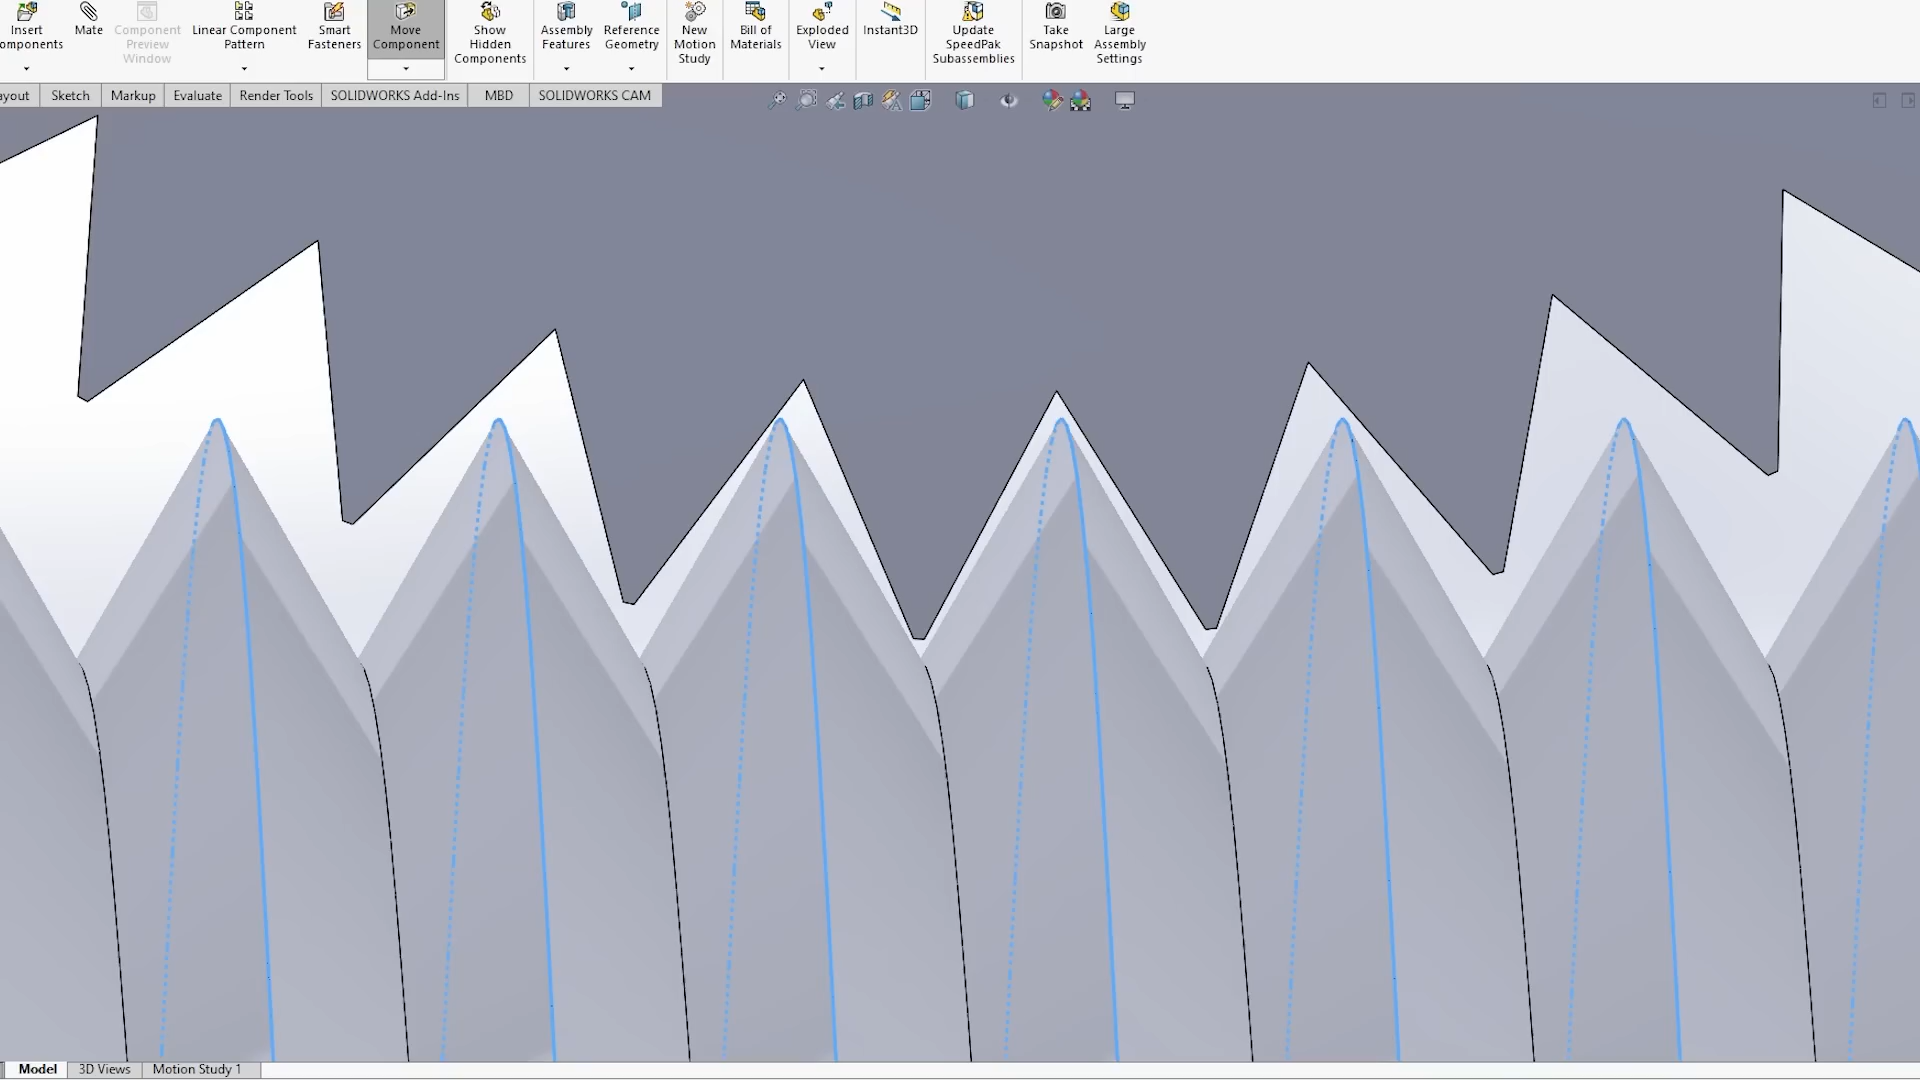 Insert
omponents
Mate
Component
Preview
Window
Linear Component
Pattern
Smart
Fasteners
Move
Component
Show
Hidden
Components
Assembly
Features
Reference
Geometry
New
Motion
Study
Bill of
Materials
Exploded
View
Instant3D
Update
SpeedPak
Subassemblies
Take
Snapshot
Large
Assembly
Settings
ayout
Sketch
Markup
Evaluate
Render Tools
SOLIDWORKS Add-Ins
MBD
SOLIDWORKS CAM
Model
3D Views
Motion Study 1